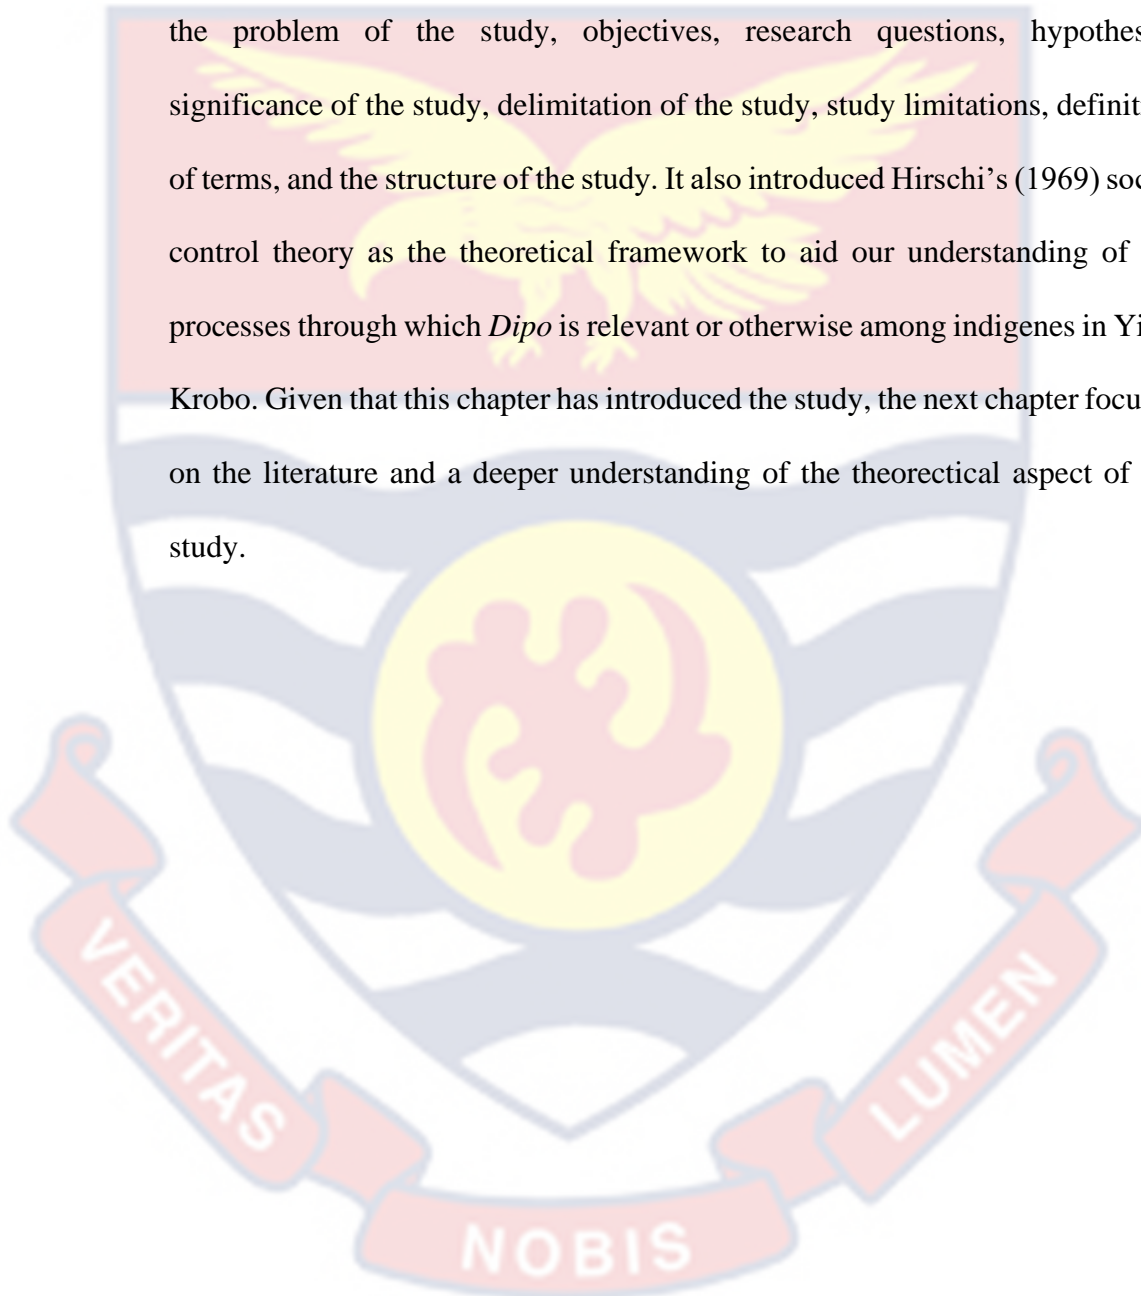 the problem of the study, objectives, research questions, hypothes
significance of the study, delimitation of the study, study limitations, definiti
of terms, and the structure of the study. It also introduced Hirschi’s (1969) soc
control theory as the theoretical framework to aid our understanding of
processes through which Dipo is relevant or otherwise among indigenes in Yi
Krobo. Given that this chapter has introduced the study, the next chapter focu
on the literature and a deeper understanding of the theorectical aspect of
study.
VERITAS
NOBIS
LUMEN